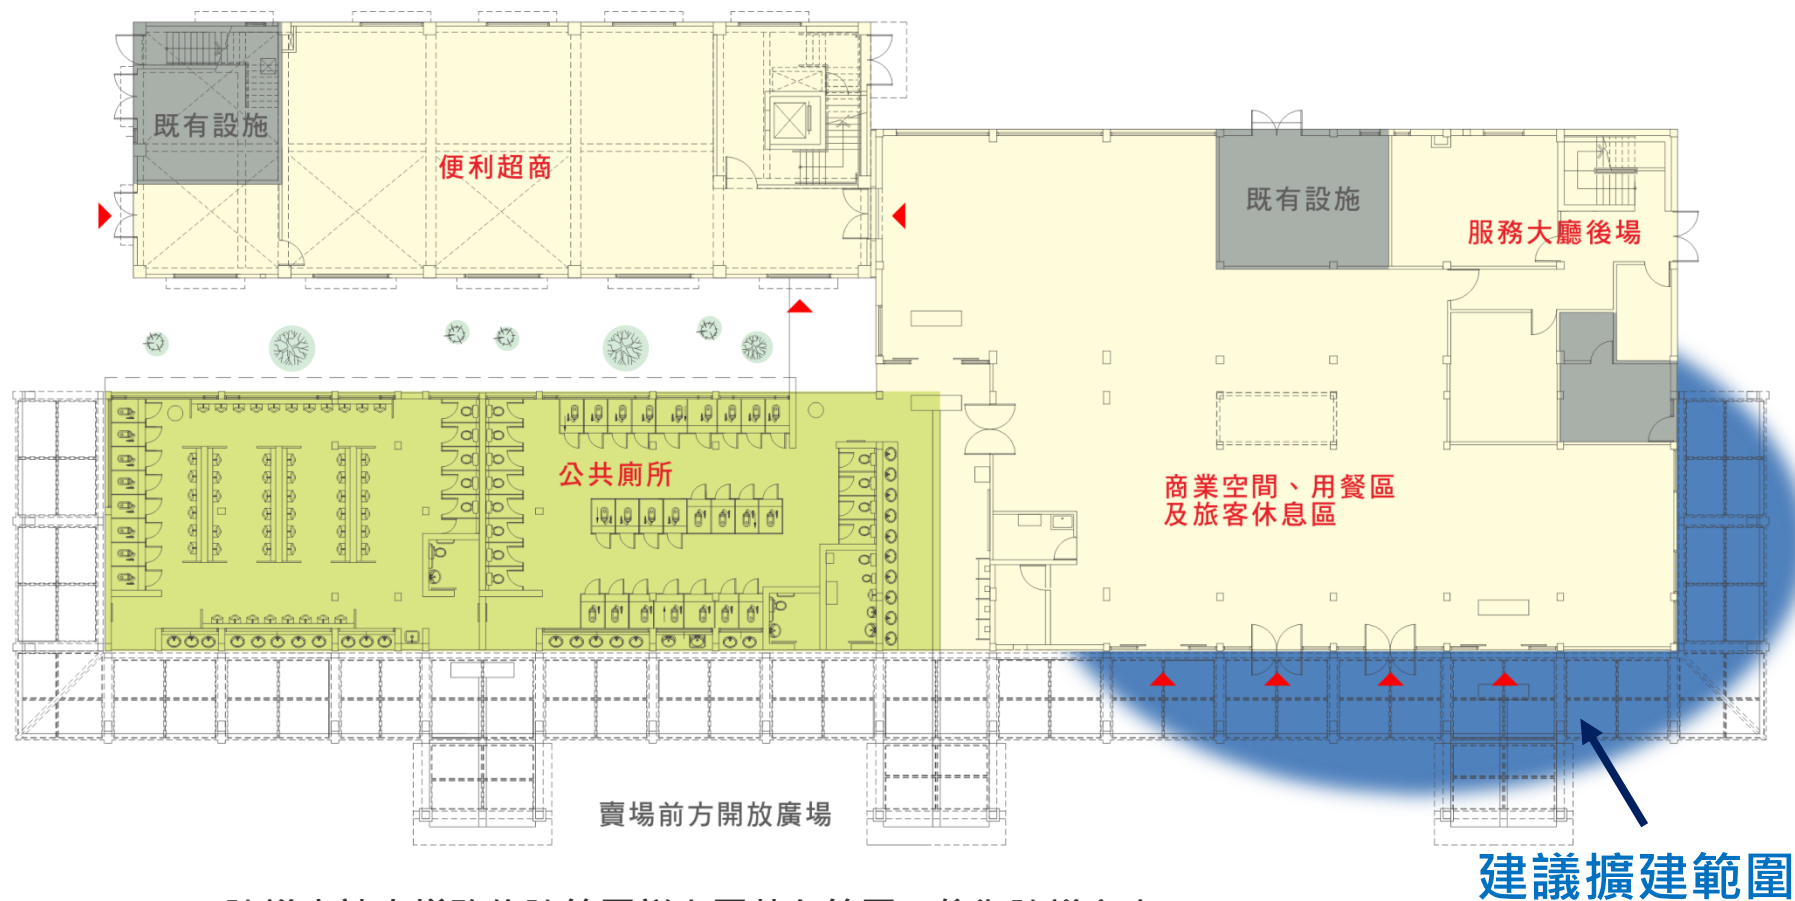 既有設施
便利超商
既有設施
服務大廳後場
公共廁所
商業空間、用餐區
及旅客休息區
賣場前方開放廣場
建議擴建範圍